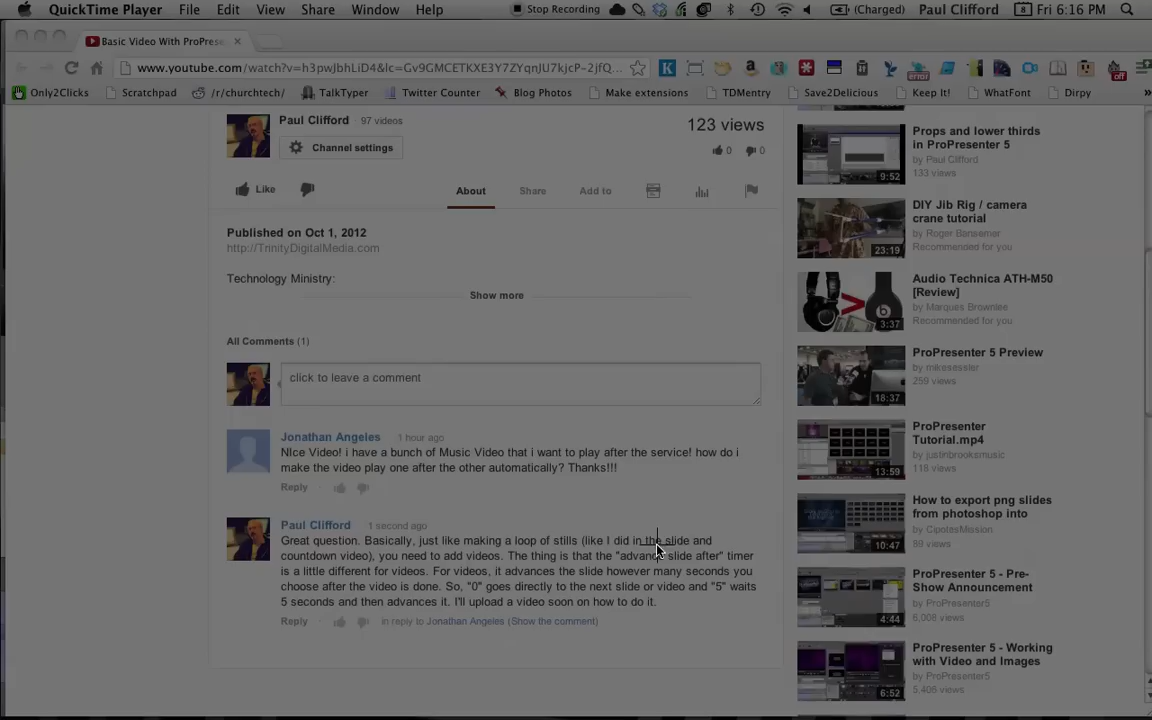 QuickTime Player File Edit View Share Window Help Stop Recording (Charged) Paul Clifford 8 Fri 6:16 PM
Basic Video With ProPrese
www.youtube.com/watch?v=h3pwJbhLiD4&lc=Gv9GMCETKXE3Y7ZYqnJU7kjcP-2jfQ...
error off
Only2Clicks Scratchpad /r/churchtech/ TalkTyper Twitter Counter Blog Photos Make extensions TDMentry Save2Delicious Keep It! WhatFont Dirpy »
Paul Clifford · 97 videos
Channel settings
123 views
0 0
Like
About Share Add to
Published on Oct 1, 2012
http://TrinityDigitalMedia.com
Technology Ministry:
Show more
All Comments (1)
click to leave a comment
Jonathan Angeles 1 hour ago
NIce Video! i have a bunch of Music Video that i want to play after the service! how do i
make the video play one after the other automatically? Thanks!!!
Reply
Paul Clifford 1 second ago
Great question. Basically, just like making a loop of stills (like I did in the slide and
countdown video), you need to add videos. The thing is that the "advance slide after" timer
is a little different for videos. For videos, it advances the slide however many seconds you
choose after the video is done. So, "0" goes directly to the next slide or video and "5" waits
5 seconds and then advances it. I'll upload a video soon on how to do it.
Reply in reply to Jonathan Angeles (Show the comment)
Props and lower thirds
in ProPresenter 5
by Paul Clifford
133 views
9:52
DIY Jib Rig / camera
crane tutorial
by Roger Bansemer
Recommended for you
23:19
Audio Technica ATH-M50
[Review]
by Marques Brownlee
Recommended for you
3:37
ProPresenter 5 Preview
by mikesessler
259 views
18:37
ProPresenter
Tutorial.mp4
by justinbrooksmusic
118 views
13:59
How to export png slides
from photoshop into
by CipotesMission
89 views
10:47
ProPresenter 5 - Pre-
Show Announcement
by ProPresenter5
6,008 views
4:44
ProPresenter 5 - Working
with Video and Images
by ProPresenter5
5,406 views
6:52